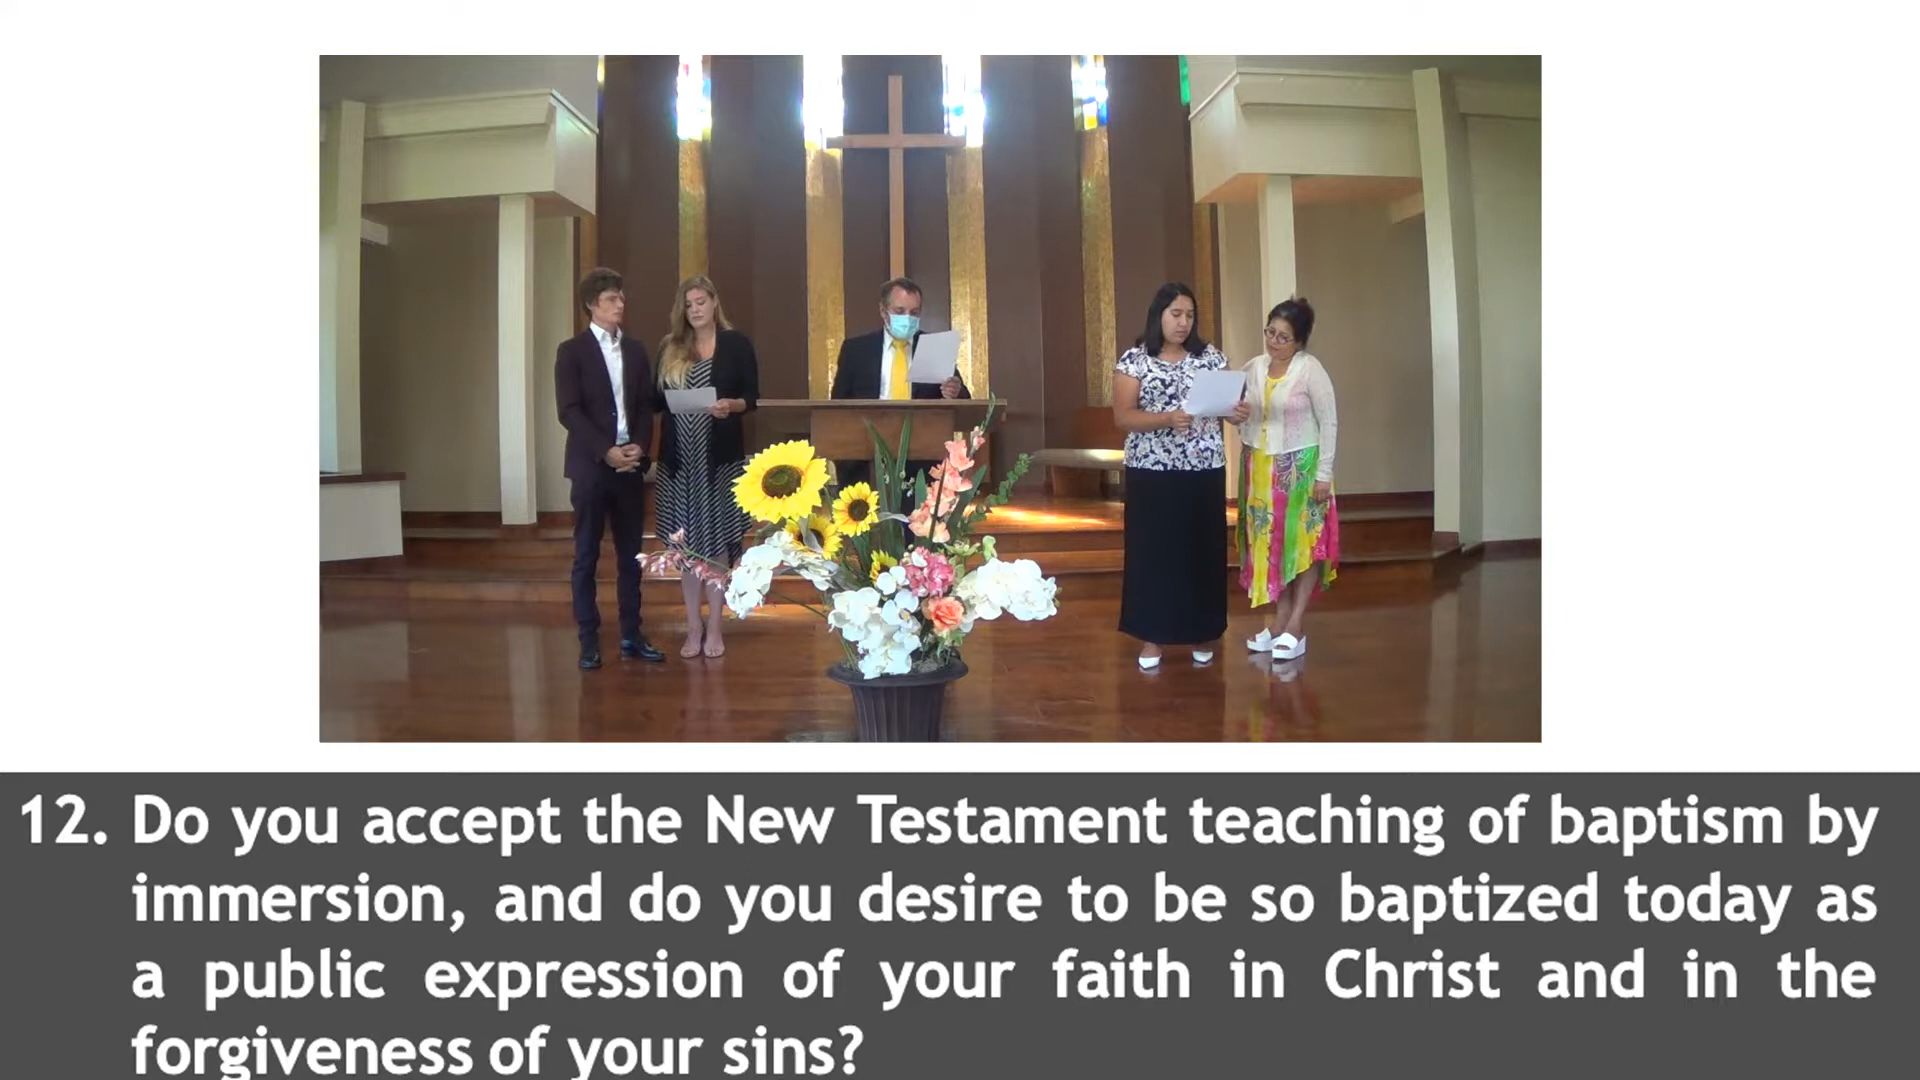 12. Do you accept the New Testament teaching of baptism by
immersion, and do you desire to be so baptized today as
a public expression of your faith in Christ and in the
forgiveness of your sins?